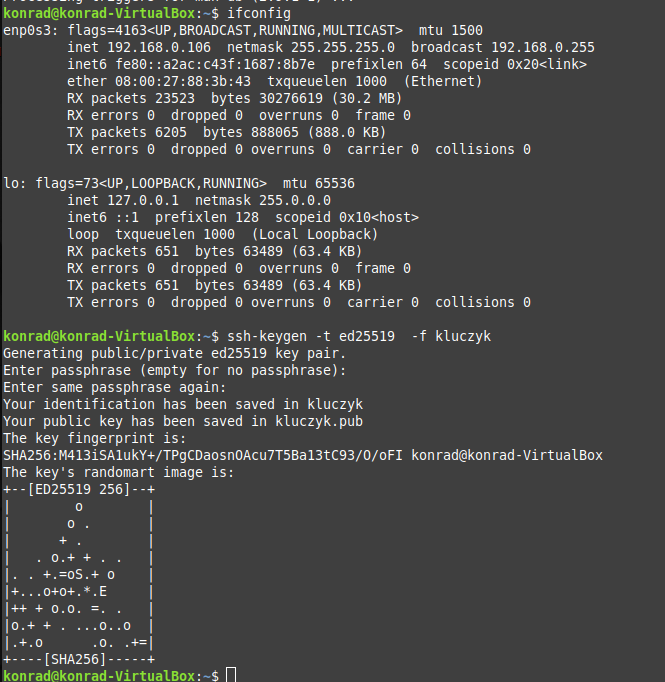 konrad@konrad-VirtualBox:~$ ifconfig
enp0s3: flags=4163<UP,BROADCAST,RUNNING,MULTICAST>  mtu 1500
        inet 192.168.0.106  netmask 255.255.255.0  broadcast 192.168.0.255
        inet6 fe80::a2ac:c43f:1687:8b7e  prefixlen 64  scopeid 0x20<link>
        ether 08:00:27:88:3b:43  txqueuelen 1000  (Ethernet)
        RX packets 23523  bytes 30276619 (30.2 MB)
        RX errors 0  dropped 0  overruns 0  frame 0
        TX packets 6205  bytes 888065 (888.0 KB)
        TX errors 0  dropped 0 overruns 0  carrier 0  collisions 0

lo: flags=73<UP,LOOPBACK,RUNNING>  mtu 65536
        inet 127.0.0.1  netmask 255.0.0.0
        inet6 ::1  prefixlen 128  scopeid 0x10<host>
        loop  txqueuelen 1000  (Local Loopback)
        RX packets 651  bytes 63489 (63.4 KB)
        RX errors 0  dropped 0  overruns 0  frame 0
        TX packets 651  bytes 63489 (63.4 KB)
        TX errors 0  dropped 0 overruns 0  carrier 0  collisions 0

konrad@konrad-VirtualBox:~$ ssh-keygen -t ed25519  -f kluczyk
Generating public/private ed25519 key pair.
Enter passphrase (empty for no passphrase):
Enter same passphrase again:
Your identification has been saved in kluczyk
Your public key has been saved in kluczyk.pub
The key fingerprint is:
SHA256:M413iSA1ukY+/TPgCDaosnOAcu7T5Ba13tC93/O/oFI konrad@konrad-VirtualBox
The key's randomart image is:
+--[ED25519 256]--+
|        o        |
|       o .       |
|      + .        |
|   . o.+ + . .   |
|. . +.=oS.+ o    |
|+...o+o+.*.E     |
|++ + o.o. =. .   |
|o.+ + . ...o..o  |
|.+.o      .o. .+=|
+----[SHA256]-----+
konrad@konrad-VirtualBox:~$